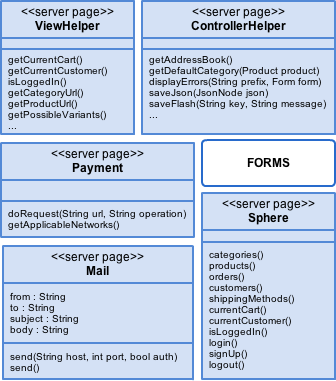 <<server page>>
ViewHelper
getCurrentCart()
getCurrentCustomer()
isLoggedIn()
getCategoryUrl()
getProductUrl()
getPossibleVariants()
...
<<server page>>
ControllerHelper
getAddressBook()
getDefaultCategory(Product product)
displayErrors(String prefix, Form form)
saveJson(JsonNode json)
saveFlash(String key, String message)
...
<<server page>>
Payment
doRequest(String url, String operation)
getApplicableNetworks()
FORMS
<<server page>>
Mail
from : String
to : String
subject : String
body : String
send(String host, int port, bool auth)
send()
<<server page>>
Sphere
categories()
products()
orders()
customers()
shippingMethods()
currentCart()
currentCustomer()
isLoggedIn()
login()
signUp()
logout()